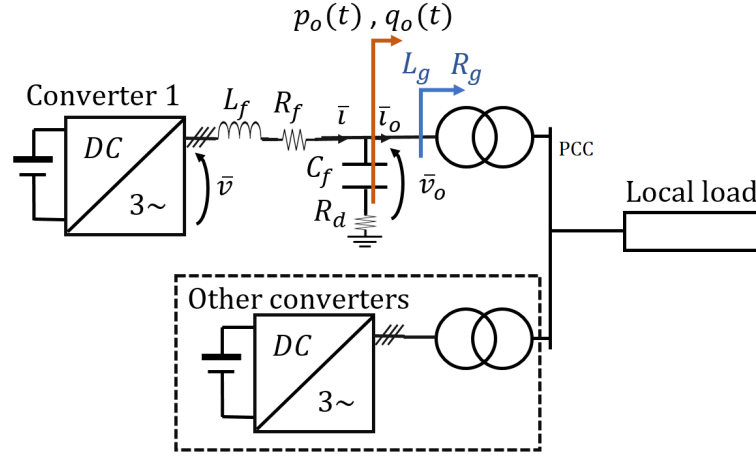 p_o(t) , q_o(t)
L_g R_g
Converter 1
L_f R_f i̅ i̅_o
DC
3~
v̅
C_f
R_d
v̅_o
PCC
Local load
Other converters
DC
3~